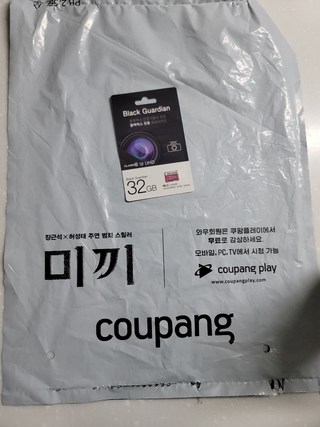 Black Guardian
Black Guardian
32GB
장근석×허성태 주연 범죄 스릴러
미끼
와우회원은 쿠팡플레이에서
무료로 감상하세요.
모바일, PC, TV에서 시청 가능
coupang play
www.coupangplay.com
coupang